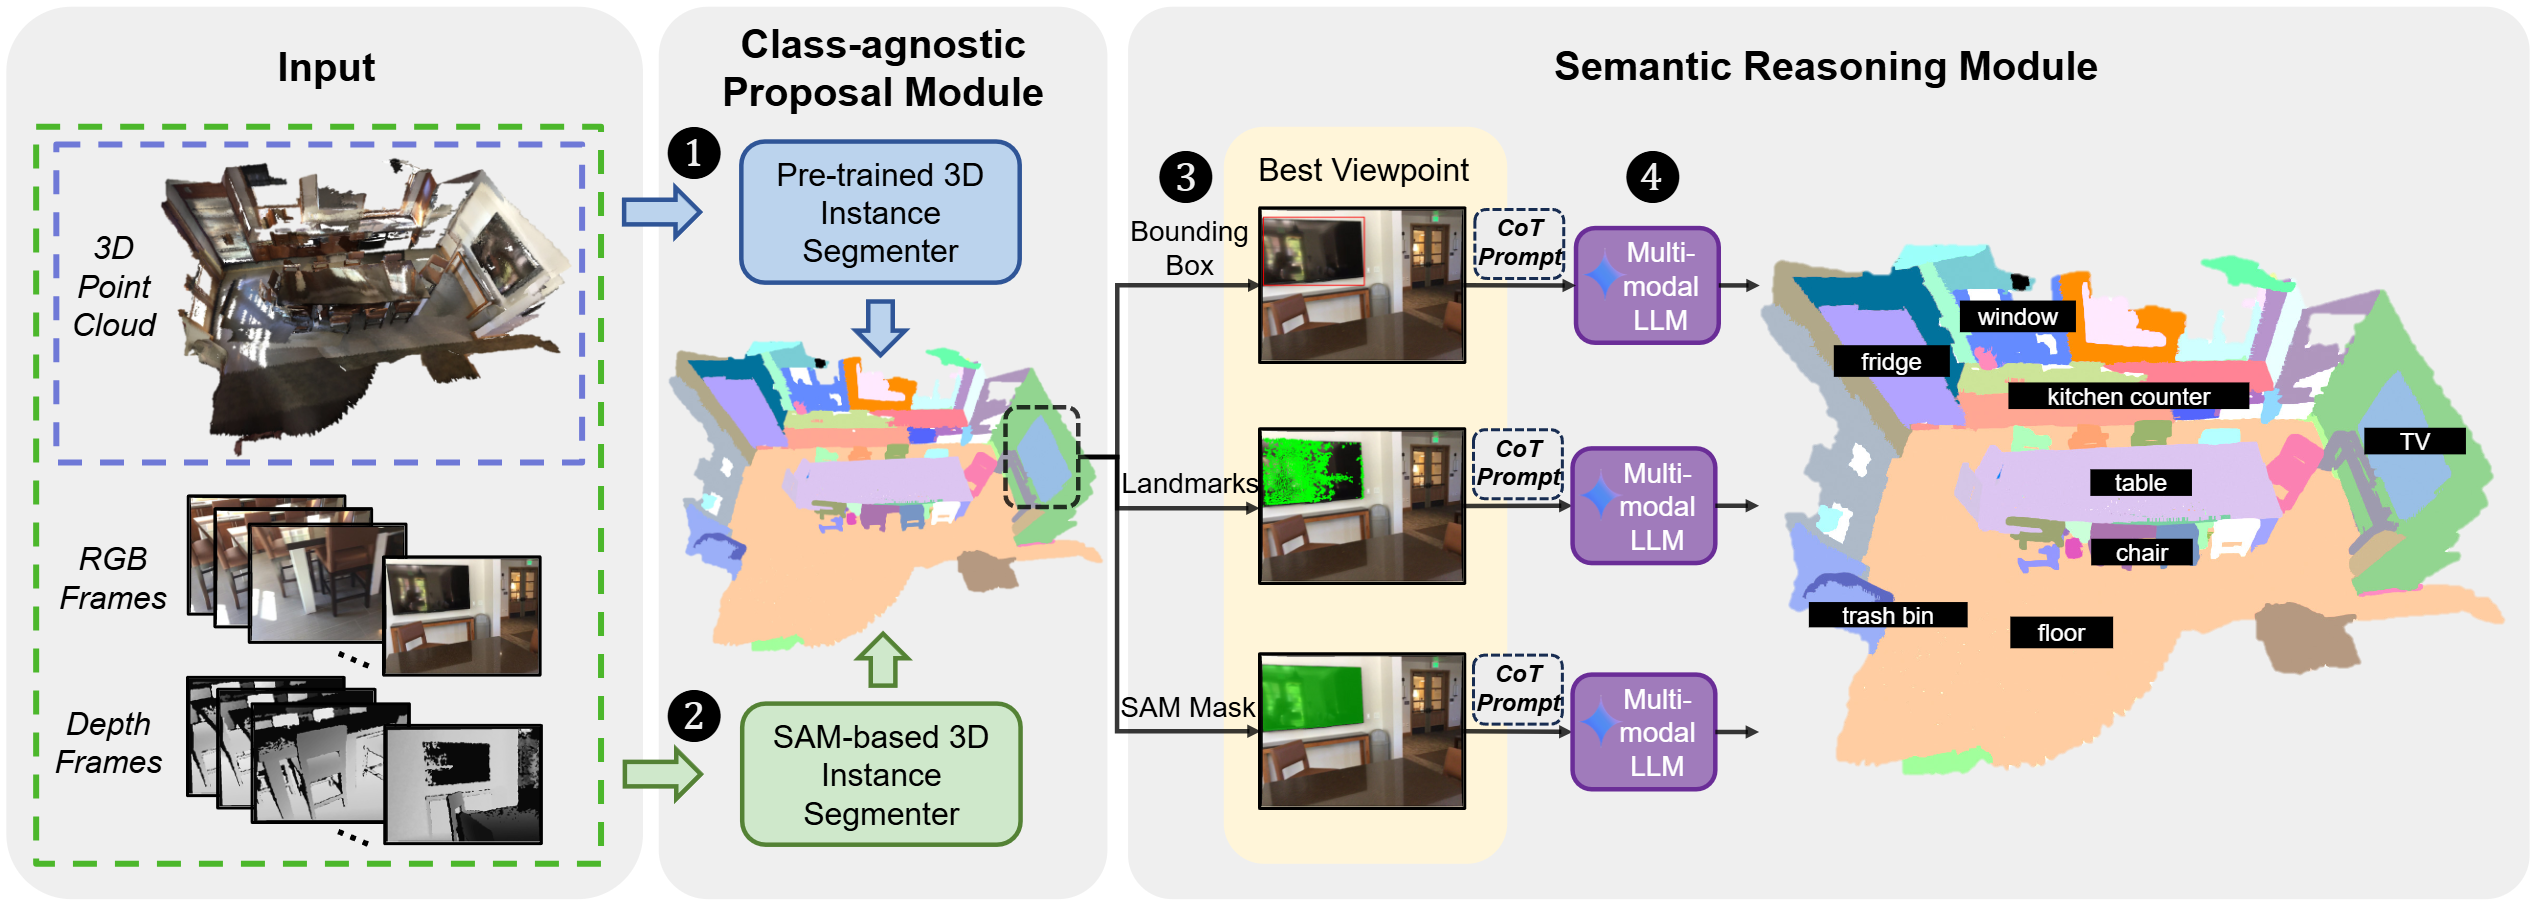 Input
3D
Point
Cloud
RGB
Frames
Depth
Frames
Class-agnostic
Proposal Module
1
Pre-trained 3D
Instance
Segmenter
2
SAM-based 3D
Instance
Segmenter
Semantic Reasoning Module
3
Best Viewpoint
4
Bounding
Box
CoT
Prompt
Multi-
modal
LLM
Landmarks
CoT
Prompt
Multi-
modal
LLM
SAM Mask
CoT
Prompt
Multi-
modal
LLM
window
fridge
kitchen counter
TV
table
chair
trash bin
floor